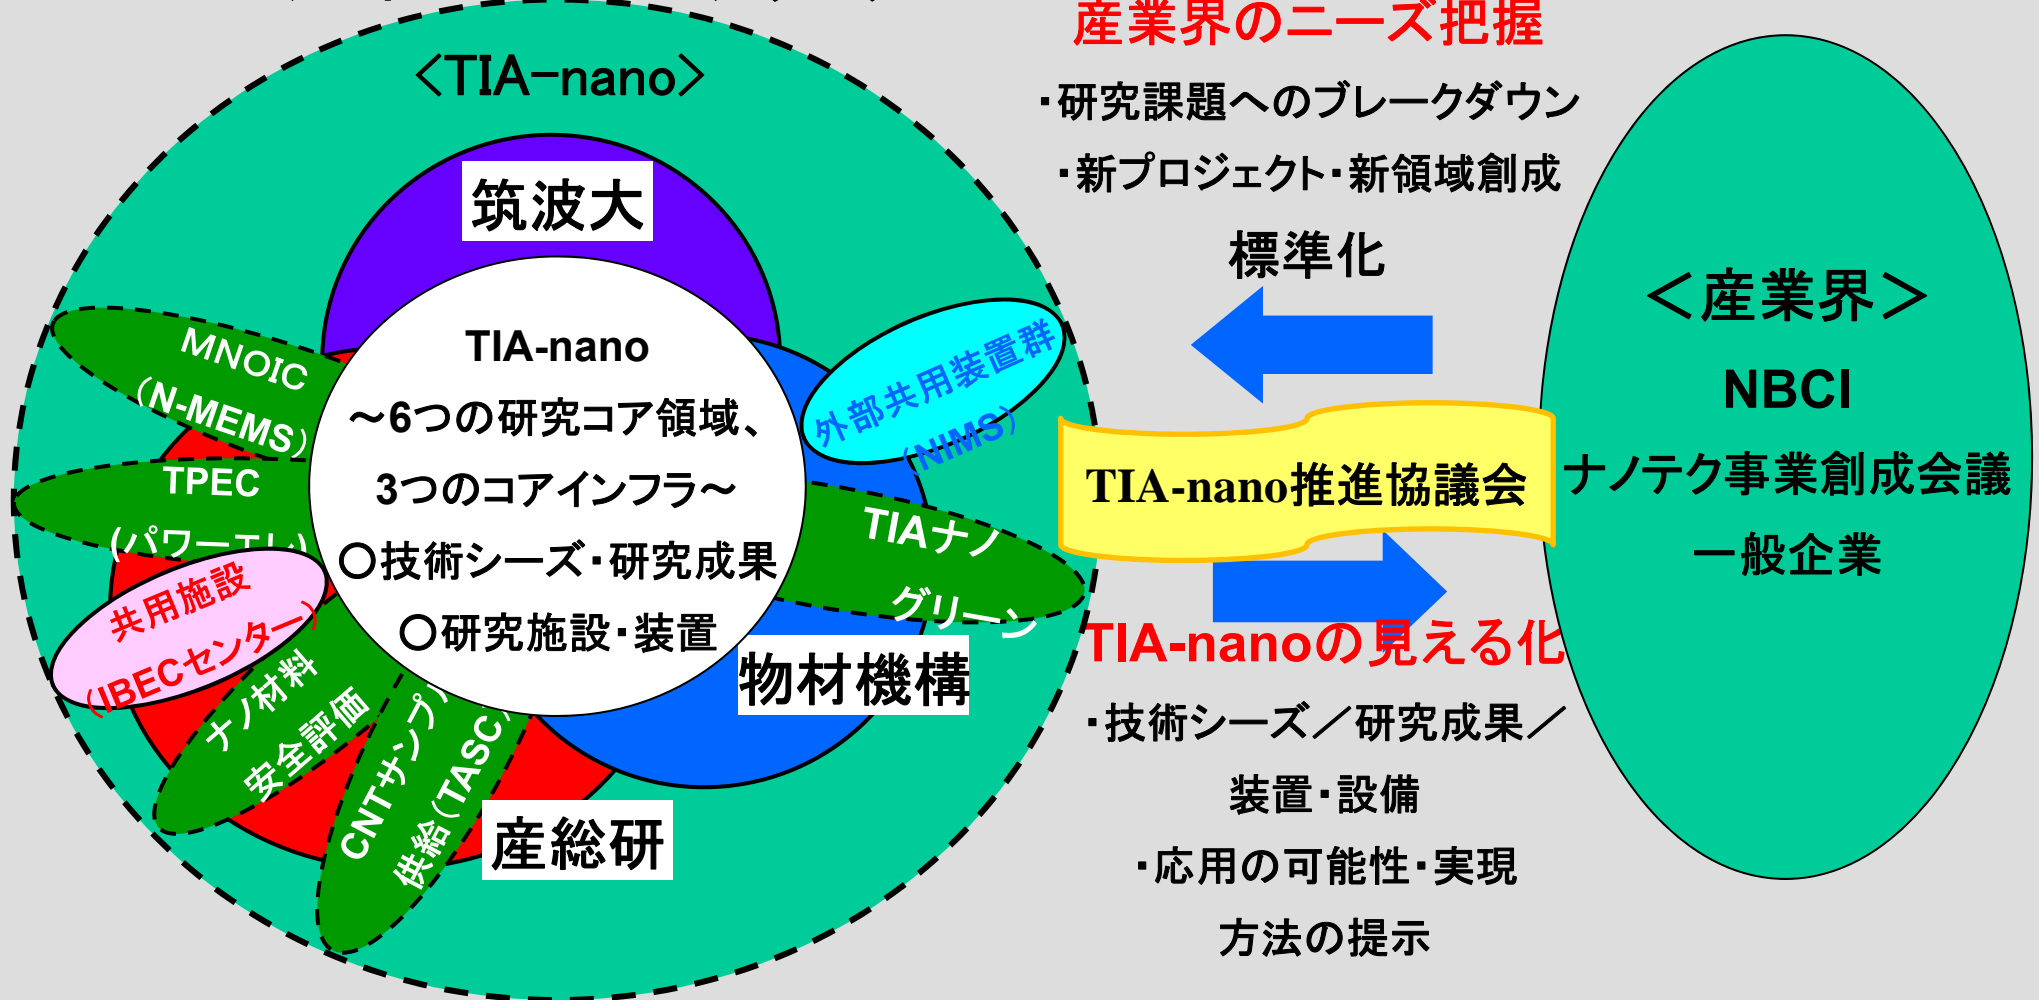 ＜TIA－nano＞
筑波大
TIA-nano
～6つの研究コア領域、
3つのコアインフラ～
○技術シーズ・研究成果
○研究施設・装置
MNOIC
（N-MEMS）
TPEC
(パワーエレ)
共用施設
（IBECセンター）
ナノ材料
安全評価
CNTサンプル
供給（TASC）
産総研
外部共用装置群
（NIMS）
TIAナノ
グリーン
物材機構
産業界のニーズ把握
・研究課題へのブレークダウン
・新プロジェクト・新領域創成
標準化
TIA-nano推進協議会
TIA-nanoの見える化
・技術シーズ／研究成果／
装置・設備
・応用の可能性・実現
方法の提示
＜産業界＞
NBCI
ナノテク事業創成会議
一般企業